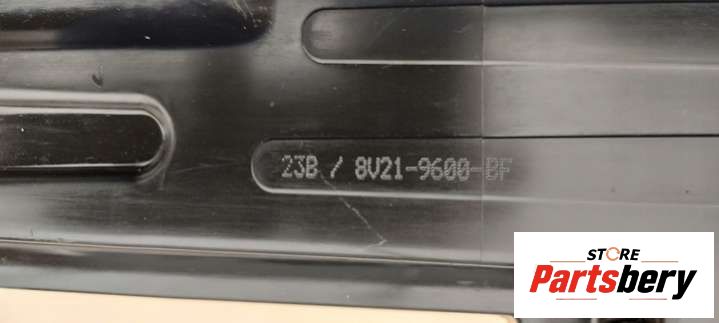 23B / 8V21-9600-BF
STORE
Partsbery